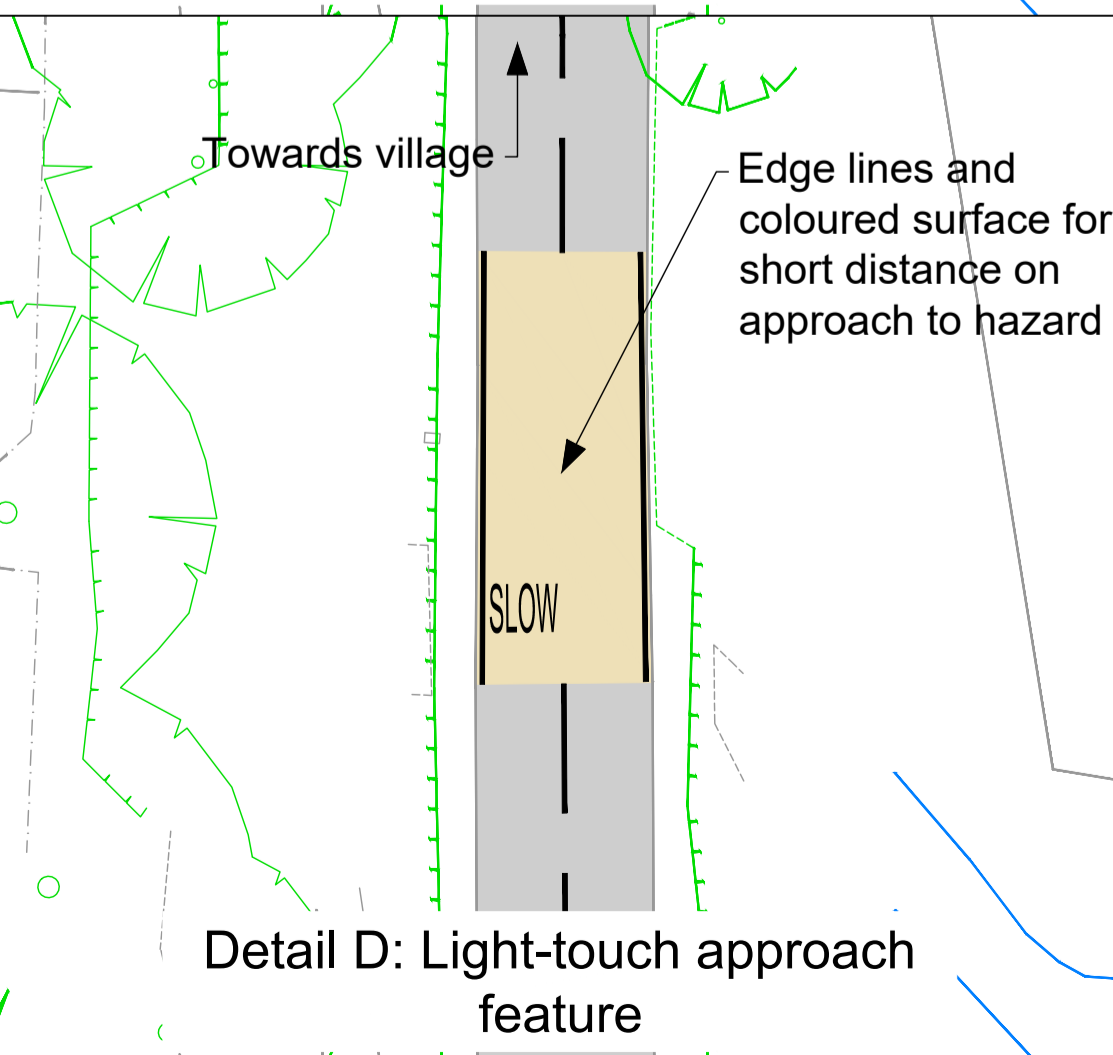 Towards village
Edge lines and
coloured surface for
short distance on
approach to hazard
SLOW
Detail D: Light-touch approach
feature